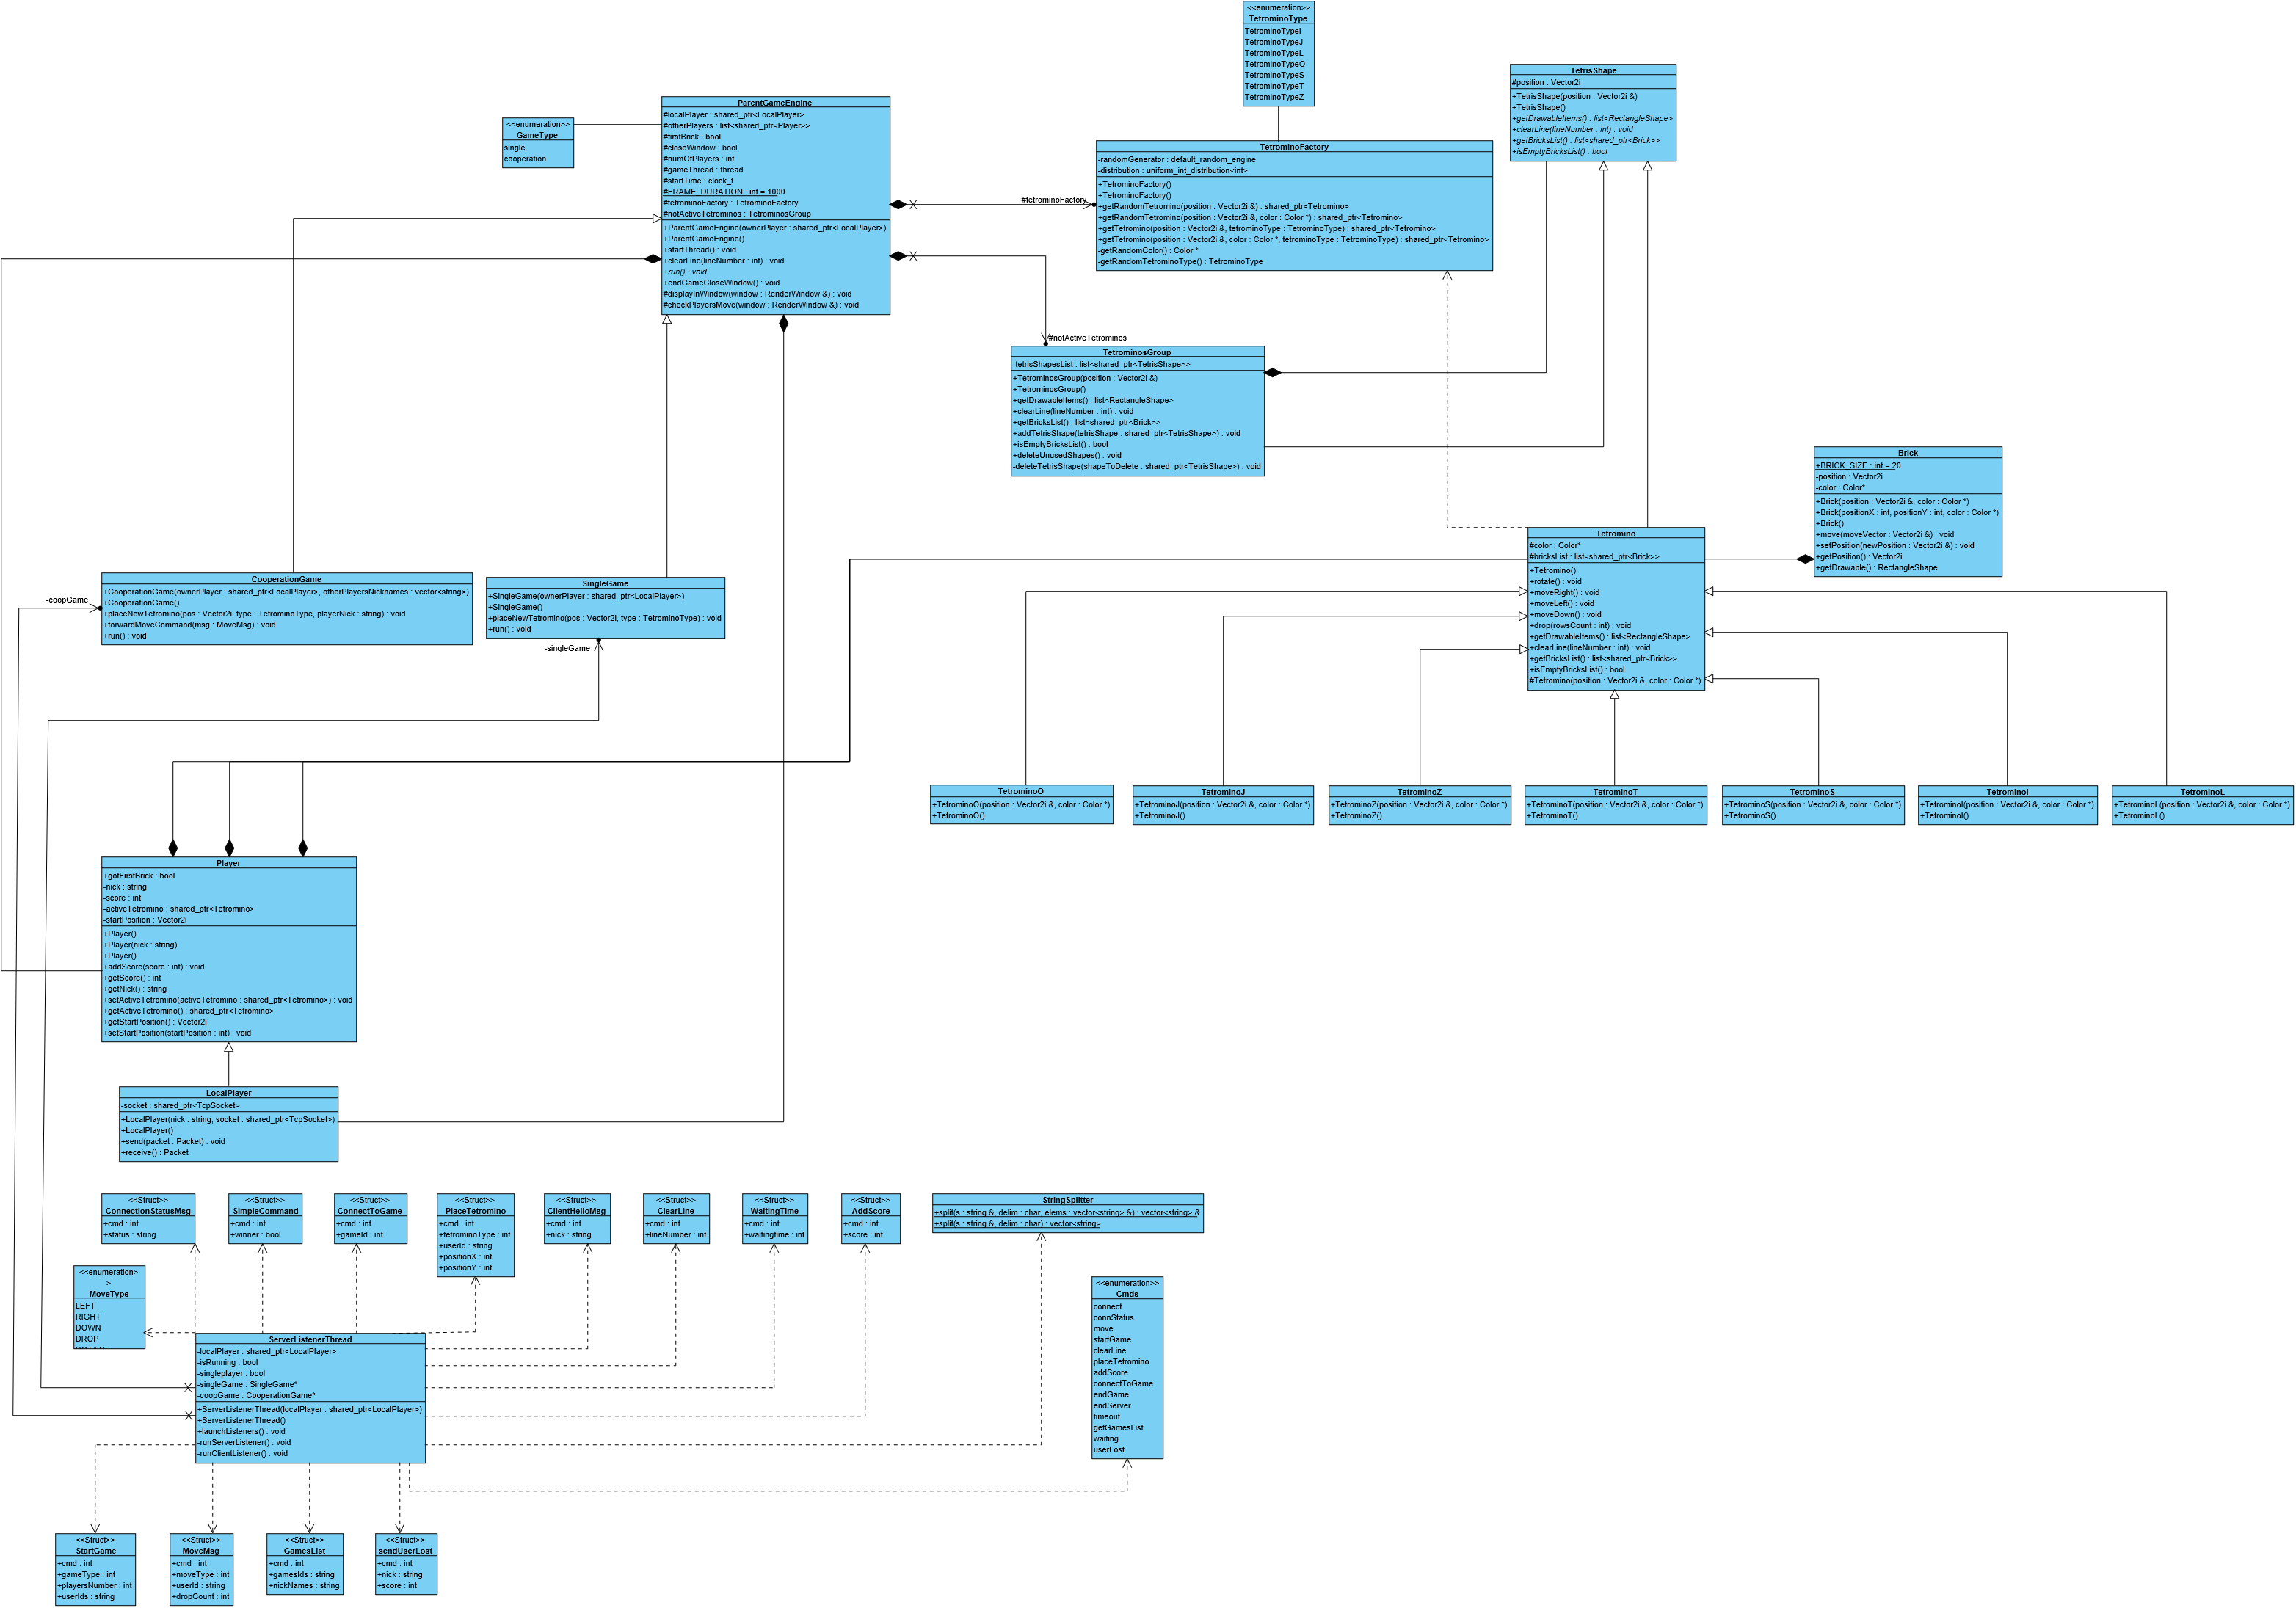 <<enumeration>>
TetrominoType
TetrominoTypeI
TetrominoTypeJ
TetrominoTypeL
TetrominoTypeO
TetrominoTypeS
TetrominoTypeT
TetrominoTypeZ
TetrisShape
#position : Vector2i
+TetrisShape(position : Vector2i &)
+TetrisShape()
+getDrawableItems() : list<RectangleShape>
+clearLine(lineNumber : int) : void
+getBricksList() : list<shared_ptr<Brick>>
+isEmptyBricksList() : bool
<<enumeration>>
GameType
single
cooperation
ParentGameEngine
#localPlayer : shared_ptr<LocalPlayer>
#otherPlayers : list<shared_ptr<Player>>
#firstBrick : bool
#closeWindow : bool
#numOfPlayers : int
#gameThread : thread
#startTime : clock_t
#FRAME_DURATION : int = 1000
#tetrominoFactory : TetrominoFactory
#notActiveTetrominos : TetrominosGroup
+ParentGameEngine(ownerPlayer : shared_ptr<LocalPlayer>)
+ParentGameEngine()
+startThread() : void
+clearLine(lineNumber : int) : void
+run() : void
+endGameCloseWindow() : void
#displayInWindow(window : RenderWindow &) : void
#checkPlayersMove(window : RenderWindow &) : void
#tetrominoFactory
TetrominoFactory
-randomGenerator : default_random_engine
-distribution : uniform_int_distribution<int>
+TetrominoFactory()
+TetrominoFactory()
+getRandomTetromino(position : Vector2i &) : shared_ptr<Tetromino>
+getRandomTetromino(position : Vector2i &, color : Color *) : shared_ptr<Tetromino>
+getTetromino(position : Vector2i &, tetrominoType : TetrominoType) : shared_ptr<Tetromino>
+getTetromino(position : Vector2i &, color : Color *, tetrominoType : TetrominoType) : shared_ptr<Tetromino>
-getRandomColor() : Color *
-getRandomTetrominoType() : TetrominoType
#notActiveTetrominos
TetrominosGroup
-tetrisShapesList : list<shared_ptr<TetrisShape>>
+TetrominosGroup(position : Vector2i &)
+TetrominosGroup()
+getDrawableItems() : list<RectangleShape>
+clearLine(lineNumber : int) : void
+getBricksList() : list<shared_ptr<Brick>>
+addTetrisShape(tetrisShape : shared_ptr<TetrisShape>) : void
+isEmptyBricksList() : bool
+deleteUnusedShapes() : void
-deleteTetrisShape(shapeToDelete : shared_ptr<TetrisShape>) : void
Brick
+BRICK_SIZE : int = 20
-position : Vector2i
-color : Color*
+Brick(position : Vector2i &, color : Color *)
+Brick(positionX : int, positionY : int, color : Color *)
+Brick()
+move(moveVector : Vector2i &) : void
+setPosition(newPosition : Vector2i &) : void
+getPosition() : Vector2i
+getDrawable() : RectangleShape
Tetromino
#color : Color*
#bricksList : list<shared_ptr<Brick>>
+Tetromino()
+rotate() : void
+moveRight() : void
+moveLeft() : void
+moveDown() : void
+drop(rowsCount : int) : void
+getDrawableItems() : list<RectangleShape>
+clearLine(lineNumber : int) : void
+getBricksList() : list<shared_ptr<Brick>>
+isEmptyBricksList() : bool
#Tetromino(position : Vector2i &, color : Color *)
-coopGame
CooperationGame
+CooperationGame(ownerPlayer : shared_ptr<LocalPlayer>, otherPlayersNicknames : vector<string>)
+CooperationGame()
+placeNewTetromino(pos : Vector2i, type : TetrominoType, playerNick : string) : void
+forwardMoveCommand(msg : MoveMsg) : void
+run() : void
SingleGame
+SingleGame(ownerPlayer : shared_ptr<LocalPlayer>)
+SingleGame()
+placeNewTetromino(pos : Vector2i, type : TetrominoType) : void
+run() : void
-singleGame
TetrominoO
+TetrominoO(position : Vector2i &, color : Color *)
+TetrominoO()
TetrominoJ
+TetrominoJ(position : Vector2i &, color : Color *)
+TetrominoJ()
TetrominoZ
+TetrominoZ(position : Vector2i &, color : Color *)
+TetrominoZ()
TetrominoT
+TetrominoT(position : Vector2i &, color : Color *)
+TetrominoT()
TetrominoS
+TetrominoS(position : Vector2i &, color : Color *)
+TetrominoS()
TetrominoI
+TetrominoI(position : Vector2i &, color : Color *)
+TetrominoI()
TetrominoL
+TetrominoL(position : Vector2i &, color : Color *)
+TetrominoL()
Player
+gotFirstBrick : bool
-nick : string
-score : int
-activeTetromino : shared_ptr<Tetromino>
-startPosition : Vector2i
+Player()
+Player(nick : string)
+Player()
+addScore(score : int) : void
+getScore() : int
+getNick() : string
+setActiveTetromino(activeTetromino : shared_ptr<Tetromino>) : void
+getActiveTetromino() : shared_ptr<Tetromino>
+getStartPosition() : Vector2i
+setStartPosition(startPosition : int) : void
LocalPlayer
-socket : shared_ptr<TcpSocket>
+LocalPlayer(nick : string, socket : shared_ptr<TcpSocket>)
+LocalPlayer()
+send(packet : Packet) : void
+receive() : Packet
<<Struct>>
ConnectionStatusMsg
+cmd : int
+status : string
<<Struct>>
SimpleCommand
+cmd : int
+winner : bool
<<Struct>>
ConnectToGame
+cmd : int
+gameId : int
<<Struct>>
PlaceTetromino
+cmd : int
+tetrominoType : int
+userId : string
+positionX : int
+positionY : int
<<Struct>>
ClientHelloMsg
+cmd : int
+nick : string
<<Struct>>
ClearLine
+cmd : int
+lineNumber : int
<<Struct>>
WaitingTime
+cmd : int
+waitingtime : int
<<Struct>>
AddScore
+cmd : int
+score : int
StringSplitter
+split(s : string &, delim : char, elems : vector<string> &) : vector<string> &
+split(s : string &, delim : char) : vector<string>
<<enumeration>
>
MoveType
LEFT
RIGHT
DOWN
DROP
<<enumeration>>
Cmds
connect
connStatus
move
startGame
clearLine
placeTetromino
addScore
connectToGame
endGame
endServer
timeout
getGamesList
waiting
userLost
ServerListenerThread
-localPlayer : shared_ptr<LocalPlayer>
-isRunning : bool
-singleplayer : bool
-singleGame : SingleGame*
-coopGame : CooperationGame*
+ServerListenerThread(localPlayer : shared_ptr<LocalPlayer>)
+ServerListenerThread()
+launchListeners() : void
-runServerListener() : void
-runClientListener() : void
<<Struct>>
StartGame
+cmd : int
+gameType : int
+playersNumber : int
+userIds : string
<<Struct>>
MoveMsg
+cmd : int
+moveType : int
+userId : string
+dropCount : int
<<Struct>>
GamesList
+cmd : int
+gamesIds : string
+nickNames : string
<<Struct>>
sendUserLost
+cmd : int
+nick : string
+score : int